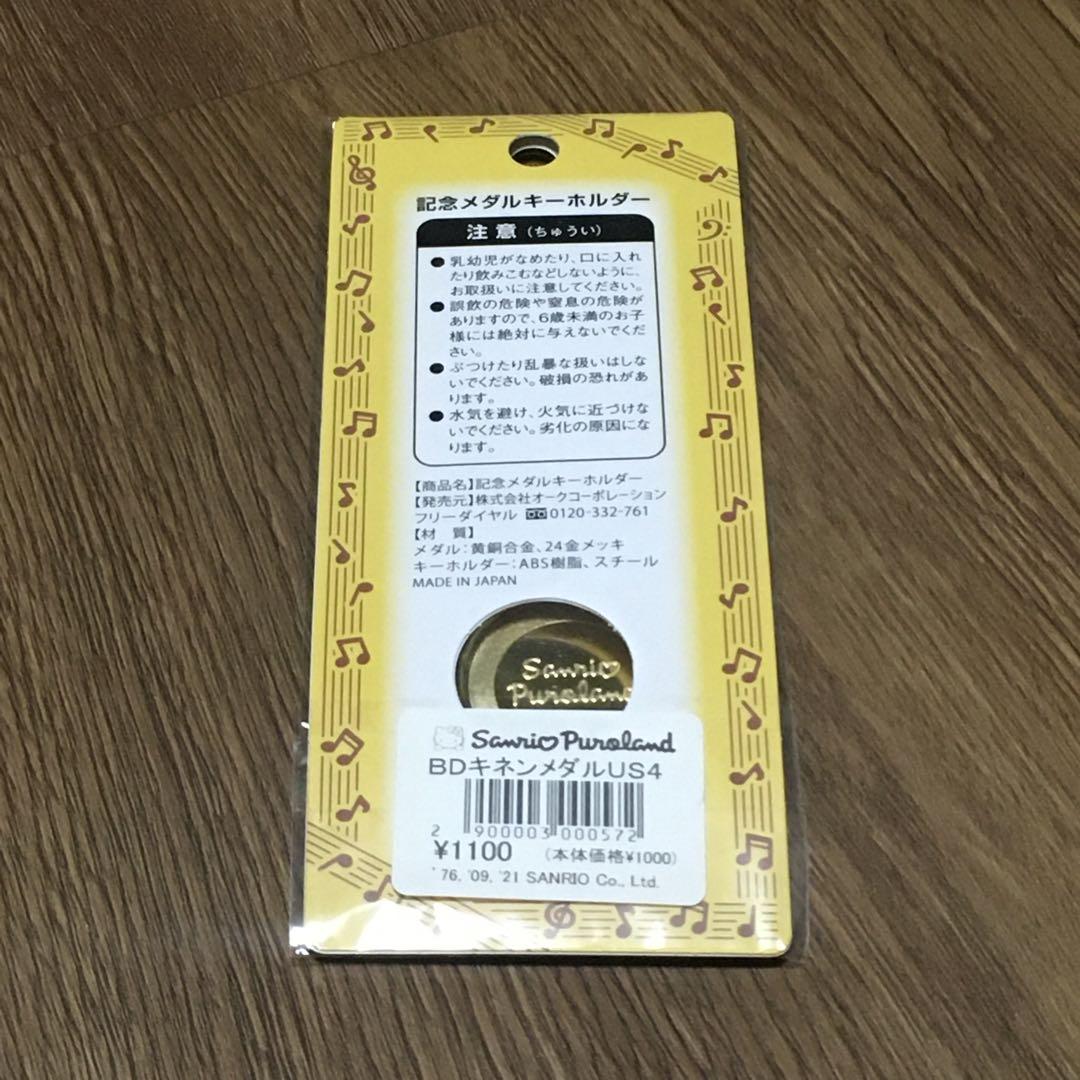 記念メダルキーホルダー
注意(ちゅうい)
●乳幼児がなめたり、口に入れ
たり飲みこむなどしないように、
お取扱いに注意してください。
●誤飲の危険や窒息の危険が
ありますので、6歳未満のお子
様には絶対に与えないでくだ
さい。
●ぶつけたり乱暴な扱いはしな
いでください。破損の恐れがあ
ります。
●水気を避け、火気に近づけな
いでください。劣化の原因にな
ります。
【商品名】記念メダルキーホルダー
【発売元】株式会社オークコーポレーション
フリーダイヤル 0120-332-761
【材 質】
メダル:黄銅合金、24金メッキ
キーホルダー:ABS樹脂、スチール
MADE IN JAPAN
Sanrio
Puroland
Sanrio Puroland
BDキネンメダルUS4
2 900003 000572
¥1100 (本体価格¥1000)
'76, '09, '21 SANRIO Co., Ltd.